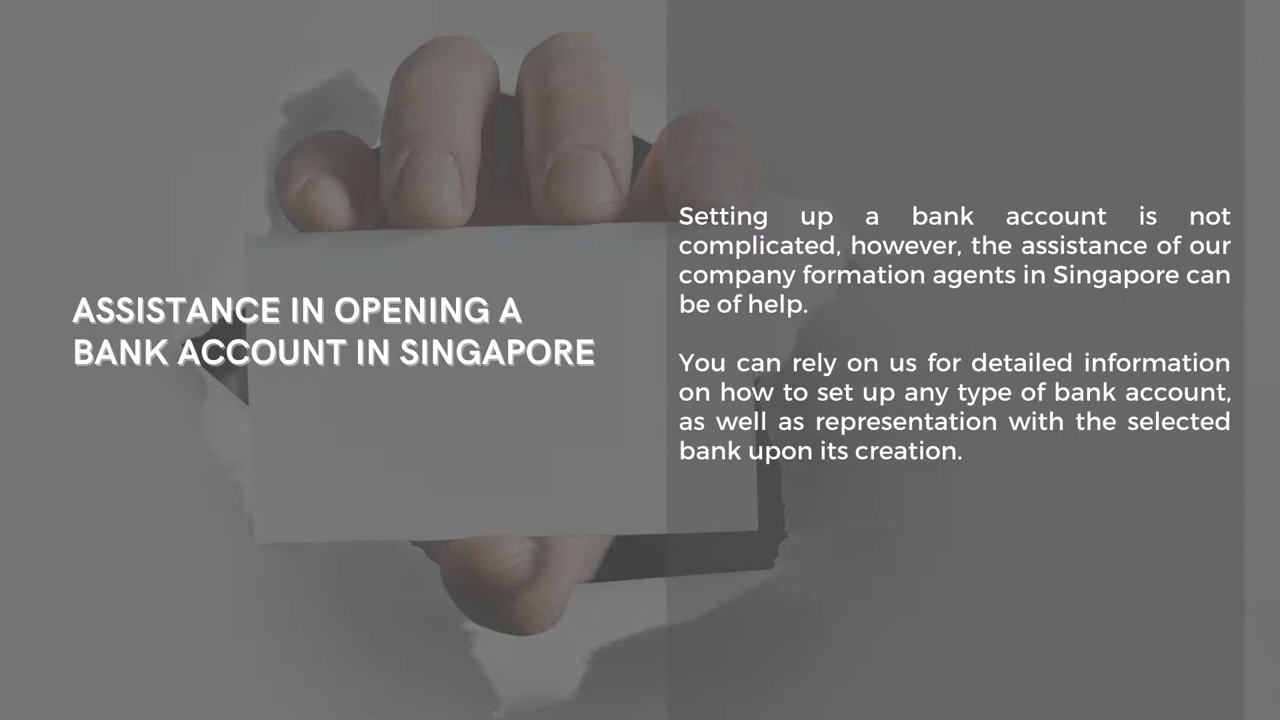 ASSISTANCE IN OPENING A
BANK ACCOUNT IN SINGAPORE
Setting up a bank account is not
complicated, however, the assistance of our
company formation agents in Singapore can
be of help.
You can rely on us for detailed information
on how to set up any type of bank account,
as well as representation with the selected
bank upon its creation.